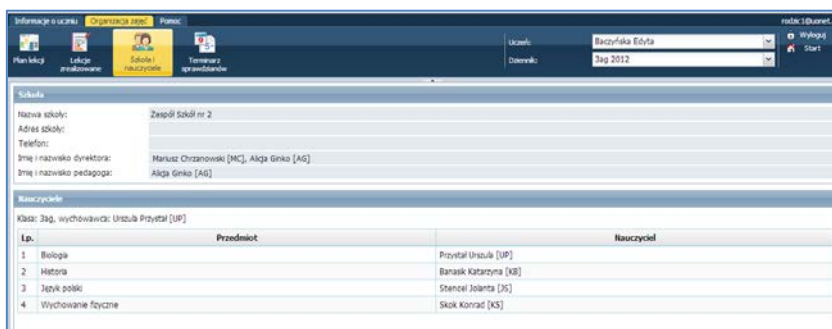 Informacje o uczniu Organizacja zajęć Pomoc rodzic1@uonet.
Plan lekcji Lekcje zrealizowane Szkoła i nauczyciele Terminarz sprawdzianów
Uczeń: Baczyńska Edyta Wyloguj
Dziennik: 3ag 2012 Start
Szkoła
Nazwa szkoły: Zespół Szkół nr 2
Adres szkoły:
Telefon:
Imię i nazwisko dyrektora: Mariusz Chrzanowski [MC], Alicja Ginko [AG]
Imię i nazwisko pedagoga: Alicja Ginko [AG]
Nauczyciele
Klasa: 3ag, wychowawca: Urszula Przystał [UP]
Lp. Przedmiot Nauczyciel
1 Biologia Przystał Urszula [UP]
2 Historia Banasik Katarzyna [KB]
3 Język polski Stencel Jolanta [JS]
4 Wychowanie fizyczne Skok Konrad [KS]